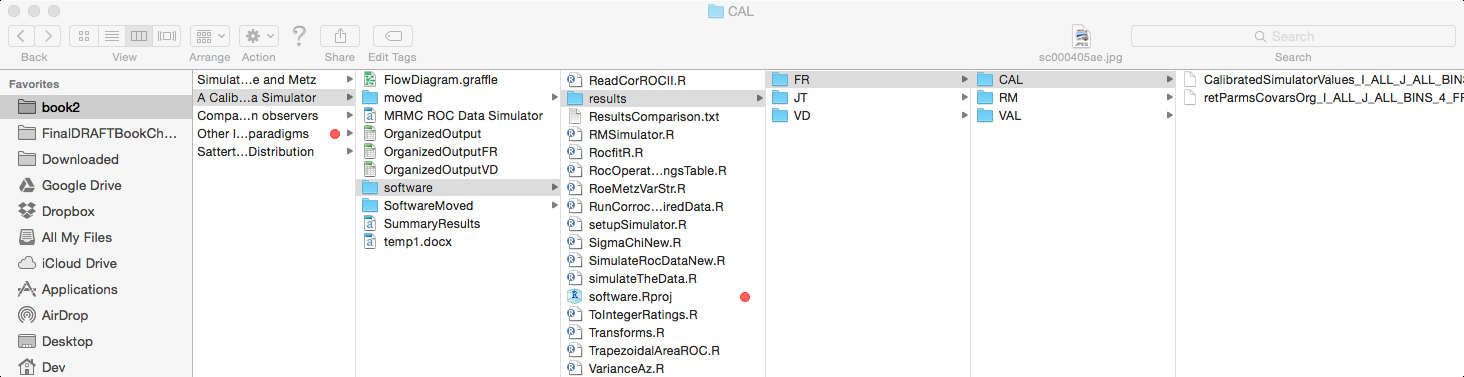 CAL
Back
View
Arrange
Action
?
Share
Edit Tags
JPEG
sc000405ae.jpg
Search
Search
Favorites
book2
FinalDRAFTBookCh…
Downloaded
Google Drive
Dropbox
All My Files
iCloud Drive
Applications
AirDrop
Desktop
Dev
Simulat…e and Metz
A Calib…a Simulator
Compa…n observers
Other I…paradigms
Sattert…Distribution
FlowDiagram.graffle
moved
MRMC ROC Data Simulator
OrganizedOutput
OrganizedOutputFR
OrganizedOutputVD
software
SoftwareMoved
SummaryResults
temp1.docx
ReadCorROCII.R
results
ResultsComparison.txt
RMSimulator.R
RocfitR.R
RocOperat…ngsTable.R
RoeMetzVarStr.R
RunCorroc…iredData.R
setupSimulator.R
SigmaChiNew.R
SimulateRocDataNew.R
simulateTheData.R
software.Rproj
ToIntegerRatings.R
Transforms.R
TrapezoidalAreaROC.R
VarianceAz.R
FR
JT
VD
CAL
RM
VAL
CalibratedSimulatorValues_I_ALL_J_ALL_BINS
retParmsCovarsOrg_I_ALL_J_ALL_BINS_4_FR